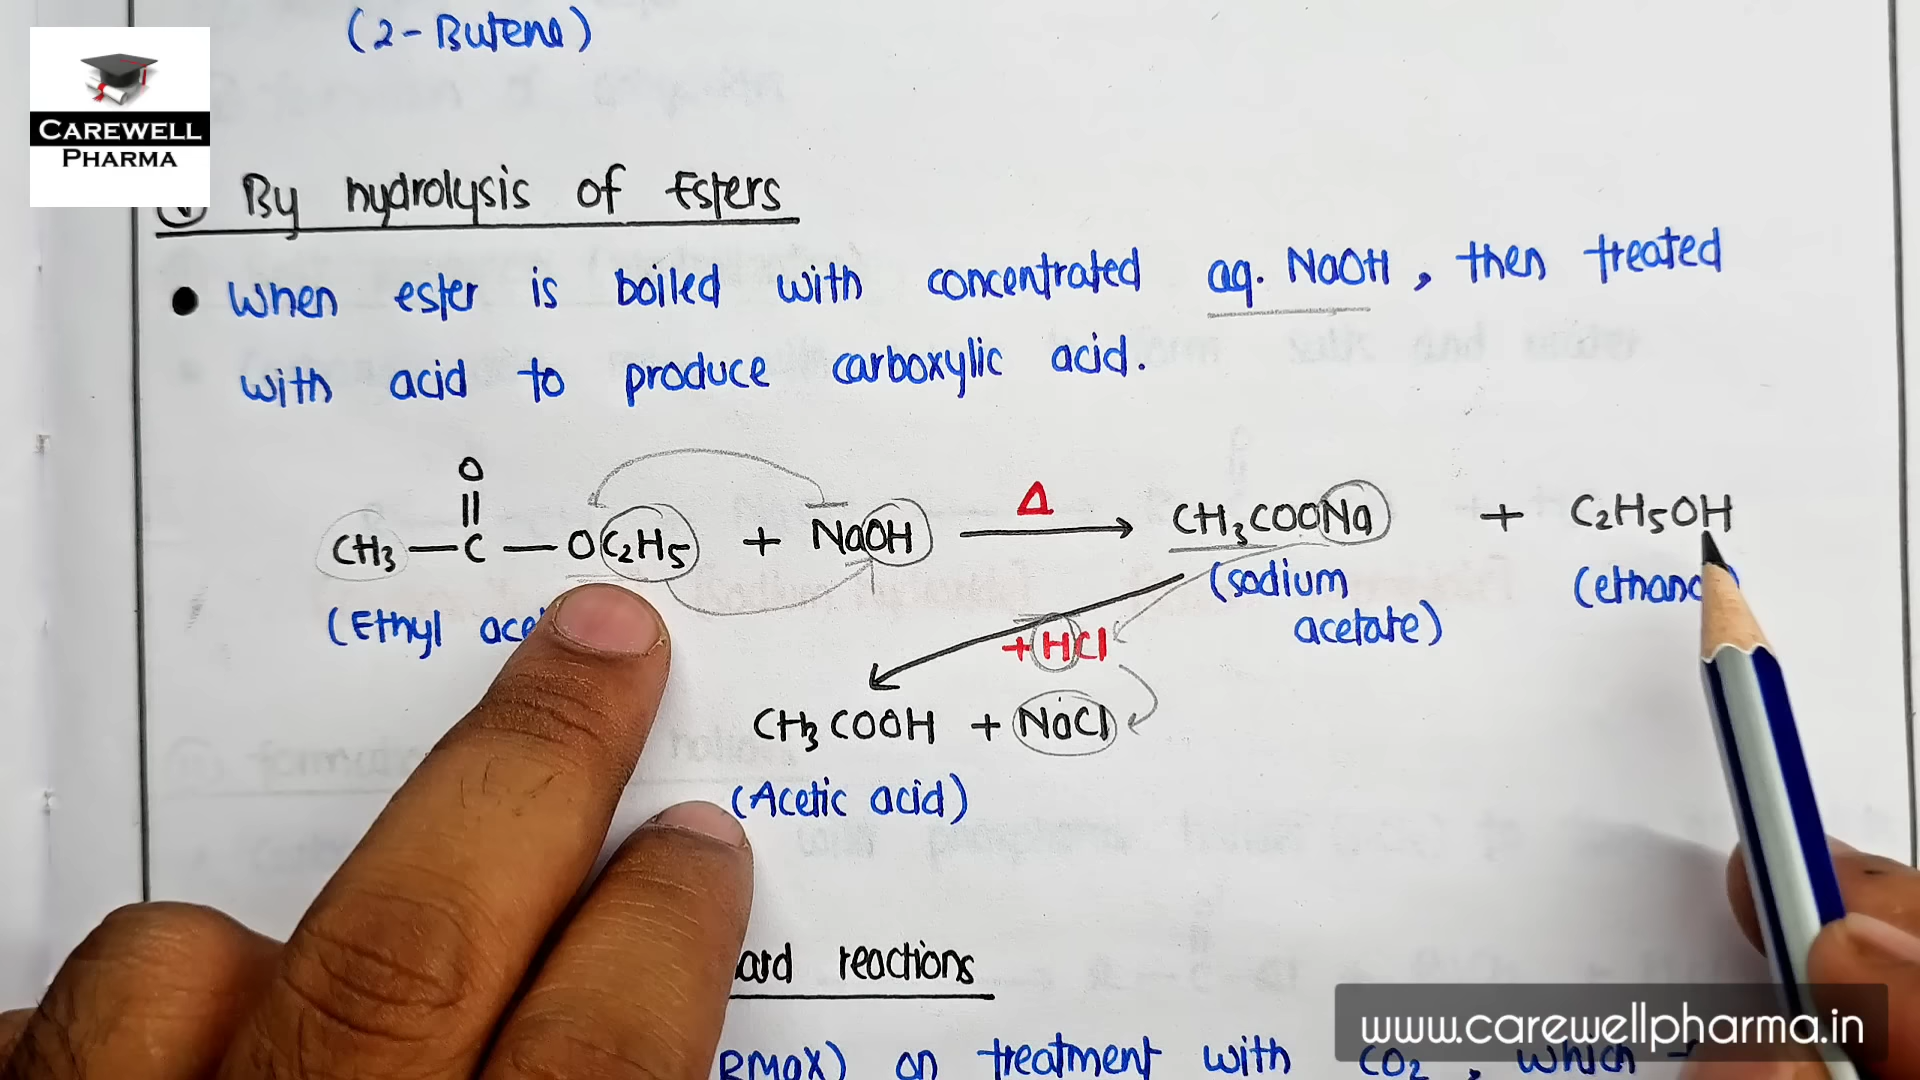 (2-Butene)
CAREWELL
PHARMA
By hydrolysis of Esters
• When ester is boiled with concentrated aq. NaOH, then treated
with acid to produce carboxylic acid.
O
||
CH₃—C—OC₂H₅ + NaOH Δ→ CH₃COONa + C₂H₅OH
(Ethyl (sodium
acetate)
+HCl
CH₃COOH + NaCl
(Acetic acid)
reactions
on treatment with CO₂, which
www.carewellpharma.in